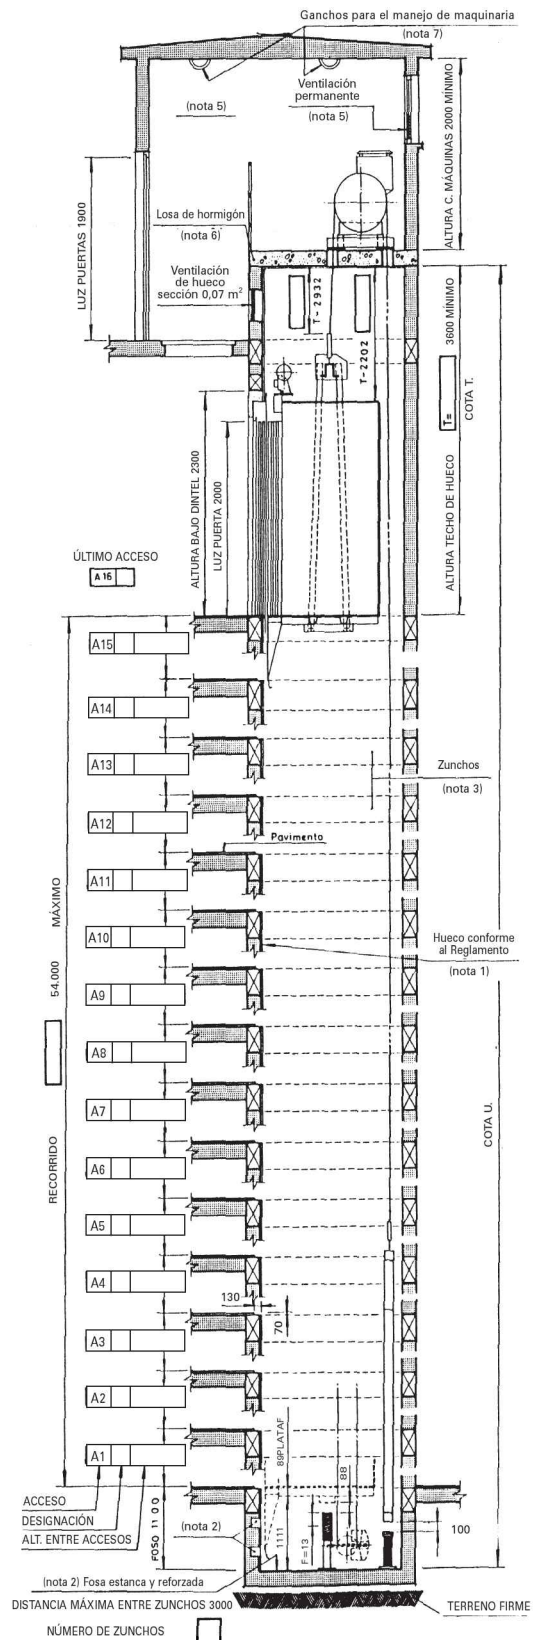 Ganchos para el manejo de maquinaria
(nota 7)
Ventilación
permanente
(nota 5)
(nota 5)
ALTURA C. MÁQUINAS 2000 MÍNIMO
LUZ PUERTAS 1900
Losa de hormigón
(nota 6)
Ventilación
de hueco
sección 0,07 m²
T-2932
T-2202
T=
3600 MÍNIMO
COTA T.
ALTURA TECHO DE HUECO
ALTURA BAJO DINTEL 2300
LUZ PUERTA 2000
ÚLTIMO ACCESO
A 16
A15
A14
A13
Zunchos
(nota 3)
A12
Pavimento
A11
A10
Hueco conforme
al Reglamento
(nota 1)
A9
A8
A7
A6
A5
A4
A3
A2
A1
RECORRIDO
54.000 MÁXIMO
COTA U.
130
70
89PLATAF
88
1111
F=13
100
ACCESO
DESIGNACIÓN
ALT. ENTRE ACCESOS
FOSO 1100
(nota 2)
(nota 2) Fosa estanca y reforzada
DISTANCIA MÁXIMA ENTRE ZUNCHOS 3000
TERRENO FIRME
NÚMERO DE ZUNCHOS